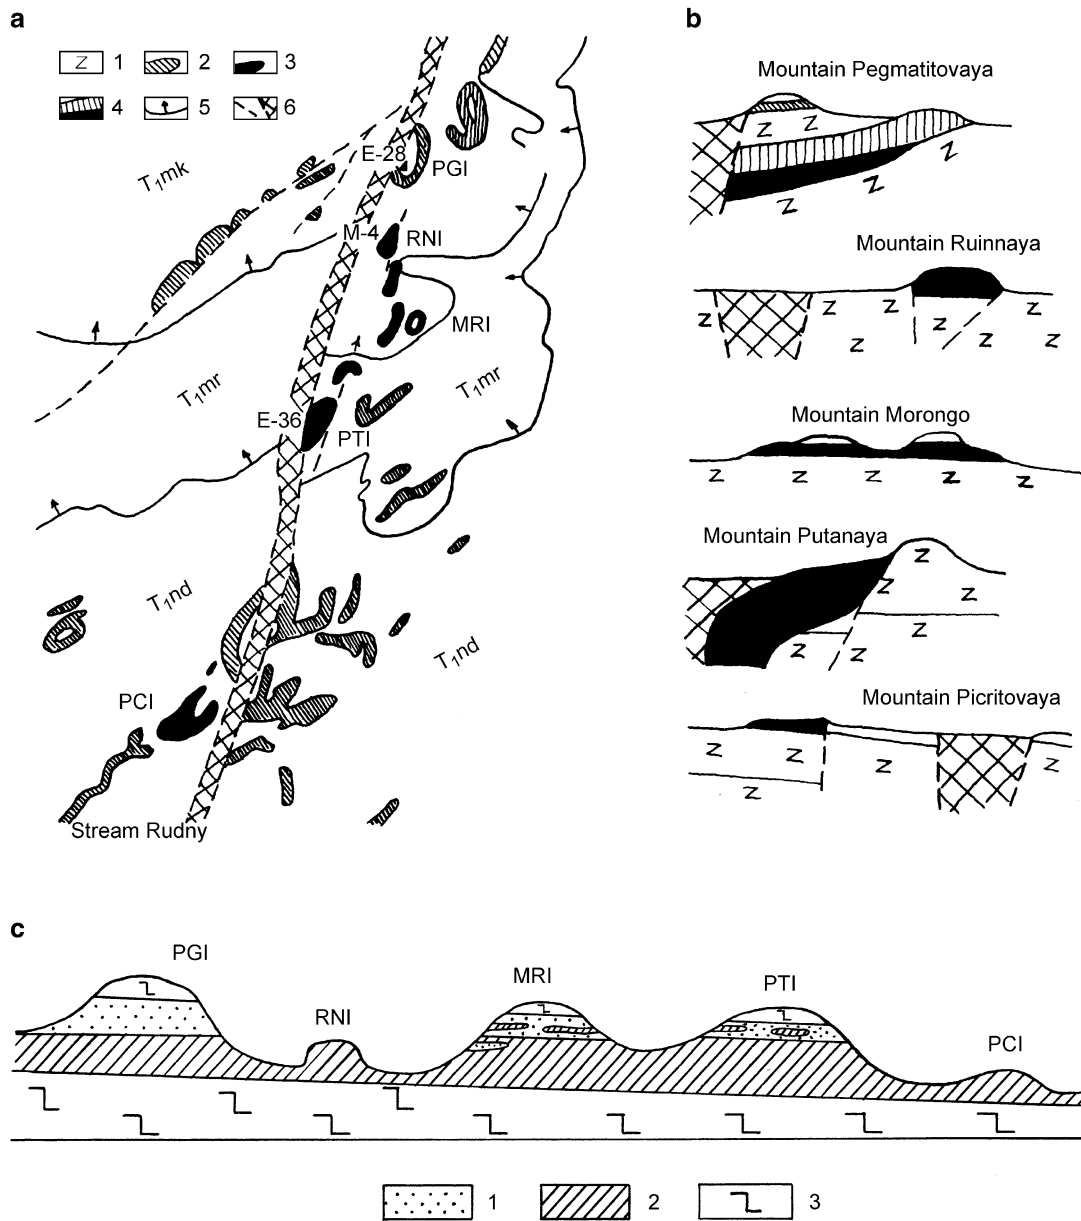 a
1 2 3
4 5 6
E-28
PGI
T₁mk
M-4
RNI
MRI
T₁mr
T₁mr
E-36
PTI
T₁nd
T₁nd
PCI
Stream Rudny
b
Mountain Pegmatitovaya
Mountain Ruinnaya
Mountain Morongo
Mountain Putanaya
Mountain Picritovaya
c
PGI
RNI
MRI
PTI
PCI
1 2 3